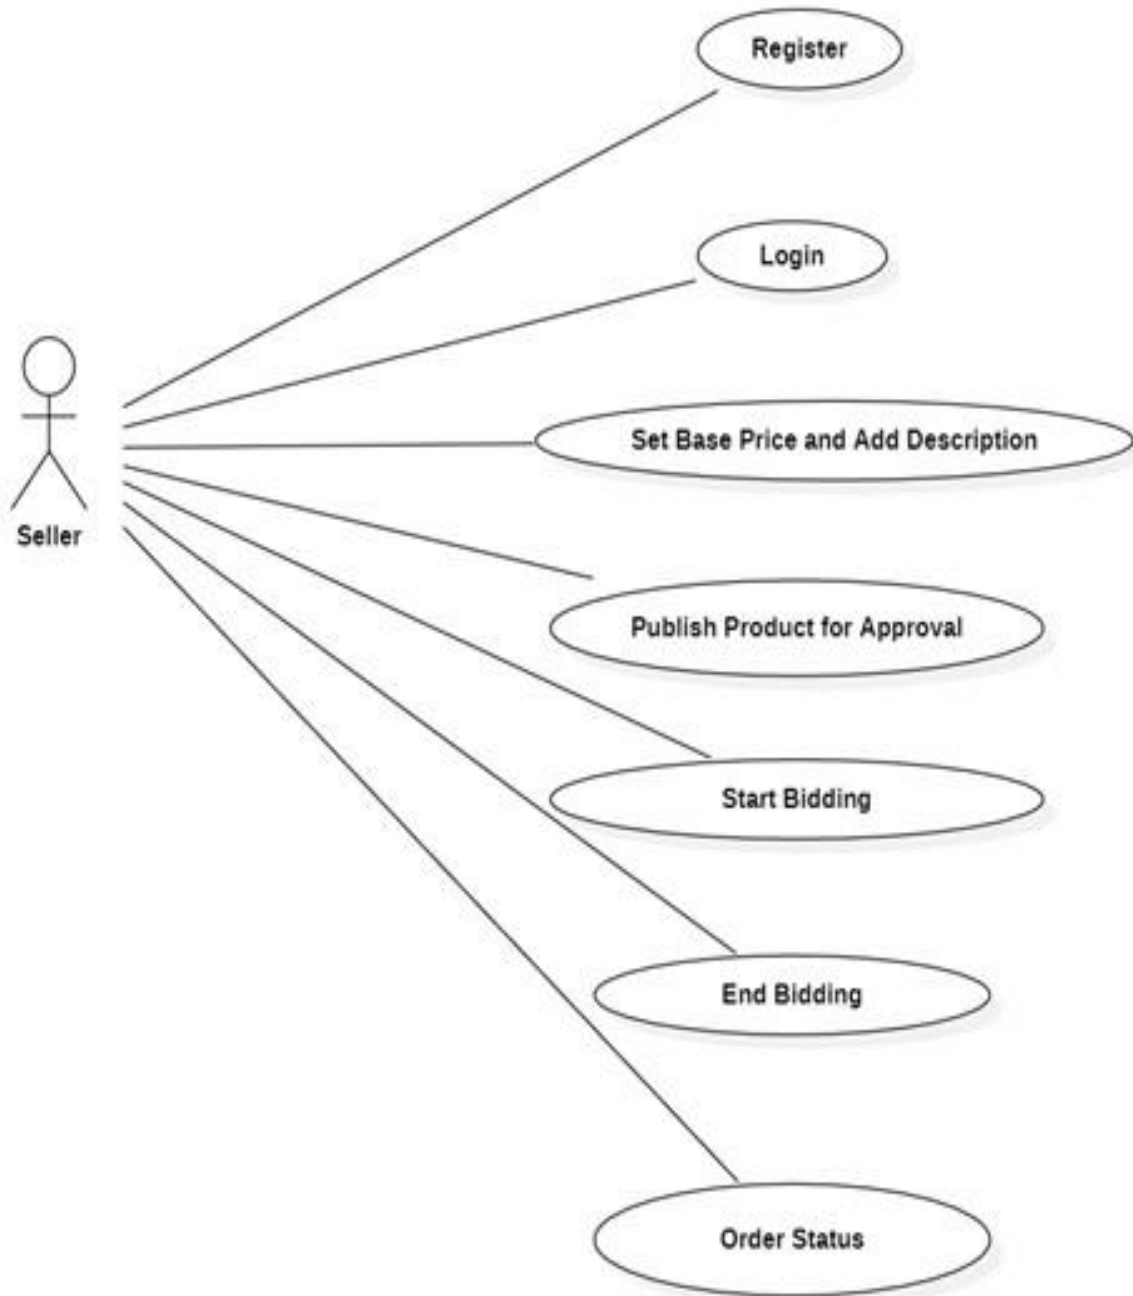 Register
Login
Set Base Price and Add Description
Seller
Publish Product for Approval
Start Bidding
End Bidding
Order Status